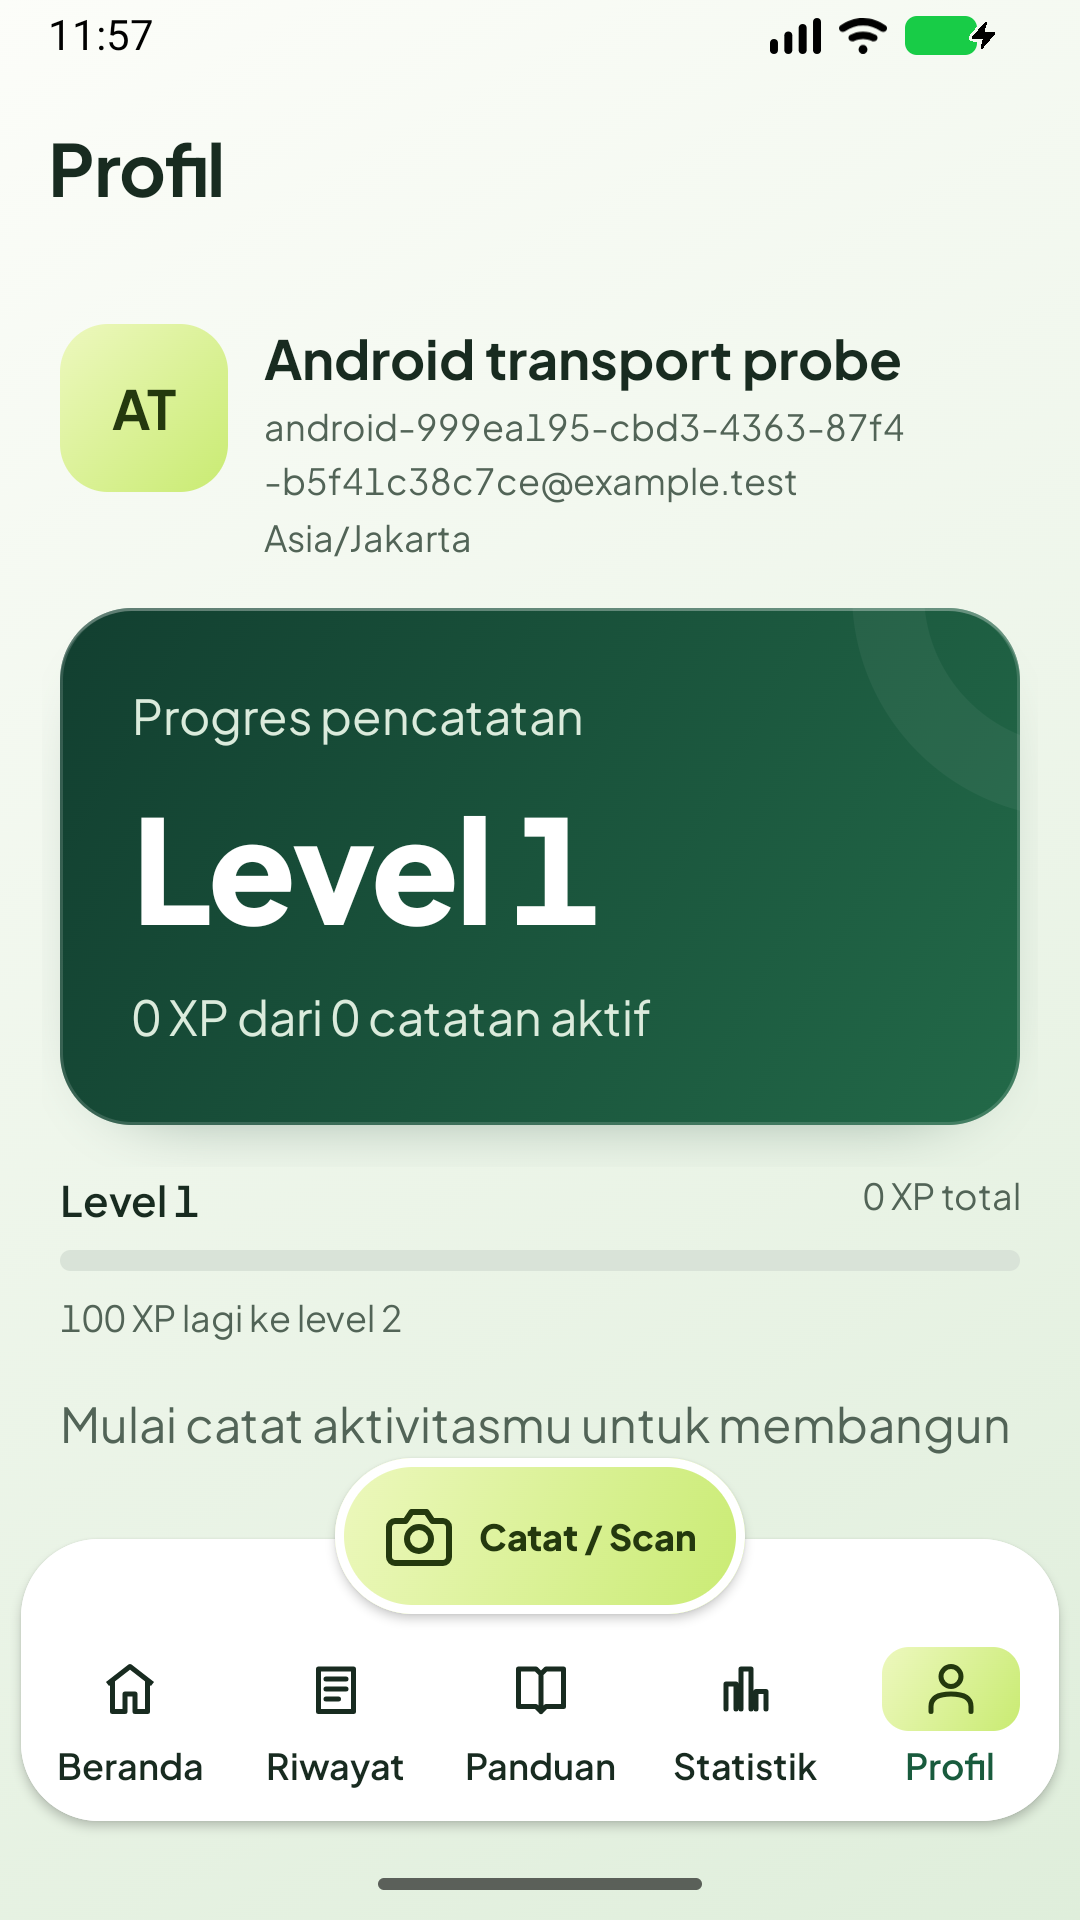 11:57
Profil
AT
Android transport probe
android-999ea195-cbd3-4363-87f4
-b5f41c38c7ce@example.test
Asia/Jakarta
Progres pencatatan
Level 1
0 XP dari 0 catatan aktif
Level 1
0 XP total
100 XP lagi ke level 2
Mulai catat aktivitasmu untuk membangun
Catat / Scan
Beranda
Riwayat
Panduan
Statistik
Profil